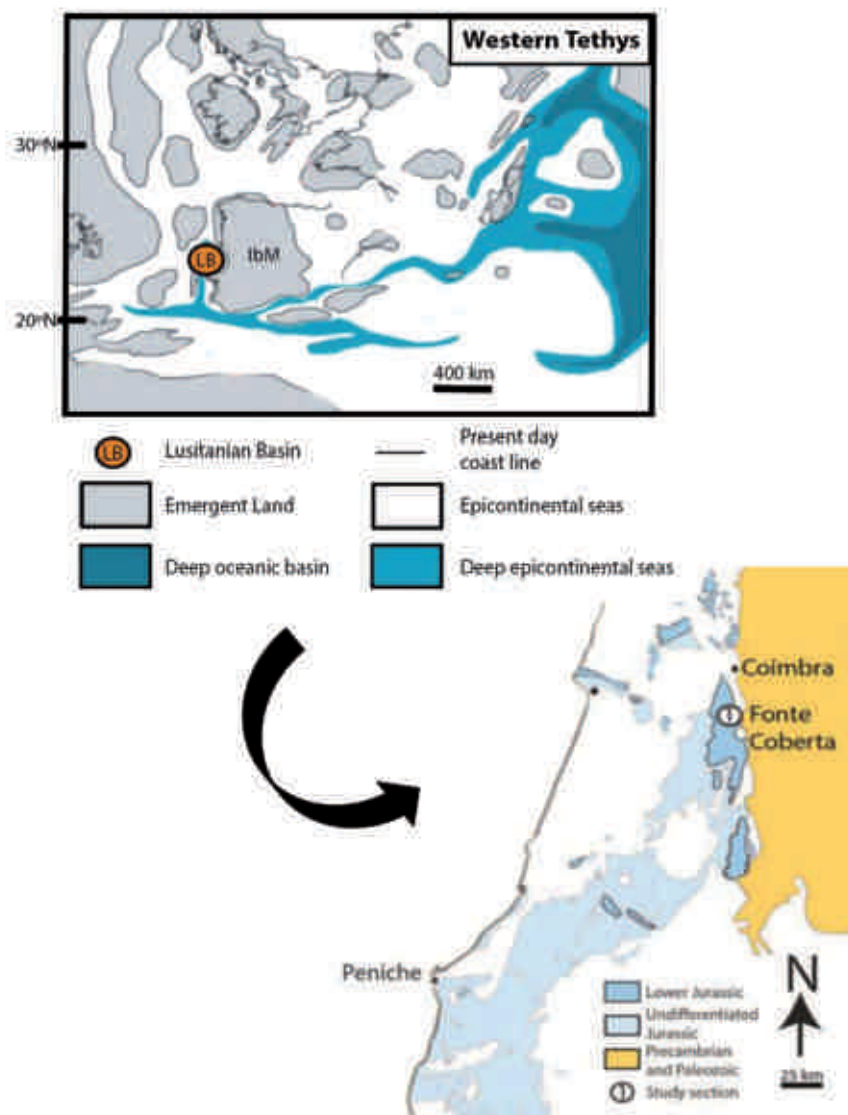 Western Tethys
30°N
LB
IbM
20°N
400 km
LB
Lusitanian Basin
Present day
coast line
Emergent Land
Epicontinental seas
Deep oceanic basin
Deep epicontinental seas
Coimbra
1
Fonte
Coberta
Peniche
N
Lower Jurassic
Undifferentiated
Jurassic
Precambrian
and Paleozoic
25 km
1
Study section